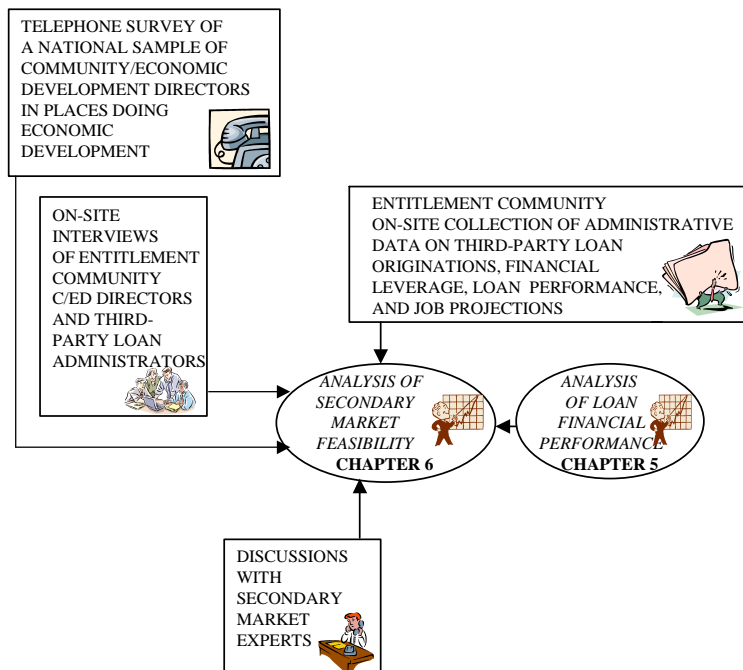 TELEPHONE SURVEY OF
A NATIONAL SAMPLE OF
COMMUNITY/ECONOMIC
DEVELOPMENT DIRECTORS
IN PLACES DOING
ECONOMIC
DEVELOPMENT
ON-SITE
INTERVIEWS
OF ENTITLEMENT
COMMUNITY
C/ED DIRECTORS
AND THIRD-
PARTY LOAN
ADMINISTRATORS
ENTITLEMENT COMMUNITY
ON-SITE COLLECTION OF ADMINISTRATIVE
DATA ON THIRD-PARTY LOAN
ORIGINATIONS, FINANCIAL
LEVERAGE, LOAN PERFORMANCE,
AND JOB PROJECTIONS
ANALYSIS OF
SECONDARY
MARKET
FEASIBILITY
CHAPTER 6
ANALYSIS
OF LOAN
FINANCIAL
PERFORMANCE
CHAPTER 5
DISCUSSIONS
WITH
SECONDARY
MARKET
EXPERTS